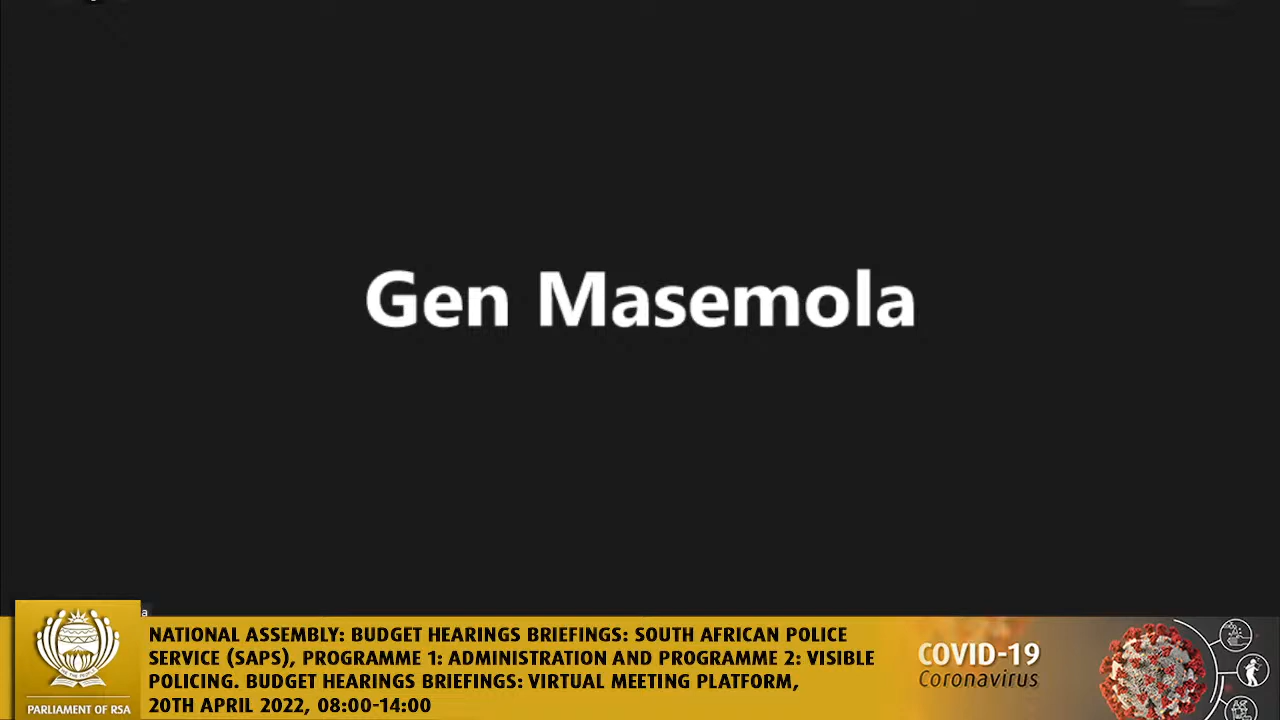 Gen Masemola
NATIONAL ASSEMBLY: BUDGET HEARINGS BRIEFINGS: SOUTH AFRICAN POLICE
SERVICE (SAPS), PROGRAMME 1: ADMINISTRATION AND PROGRAMME 2: VISIBLE
POLICING. BUDGET HEARINGS BRIEFINGS: VIRTUAL MEETING PLATFORM,
20TH APRIL 2022, 08:00-14:00
PARLIAMENT OF RSA
COVID-19
Coronavirus